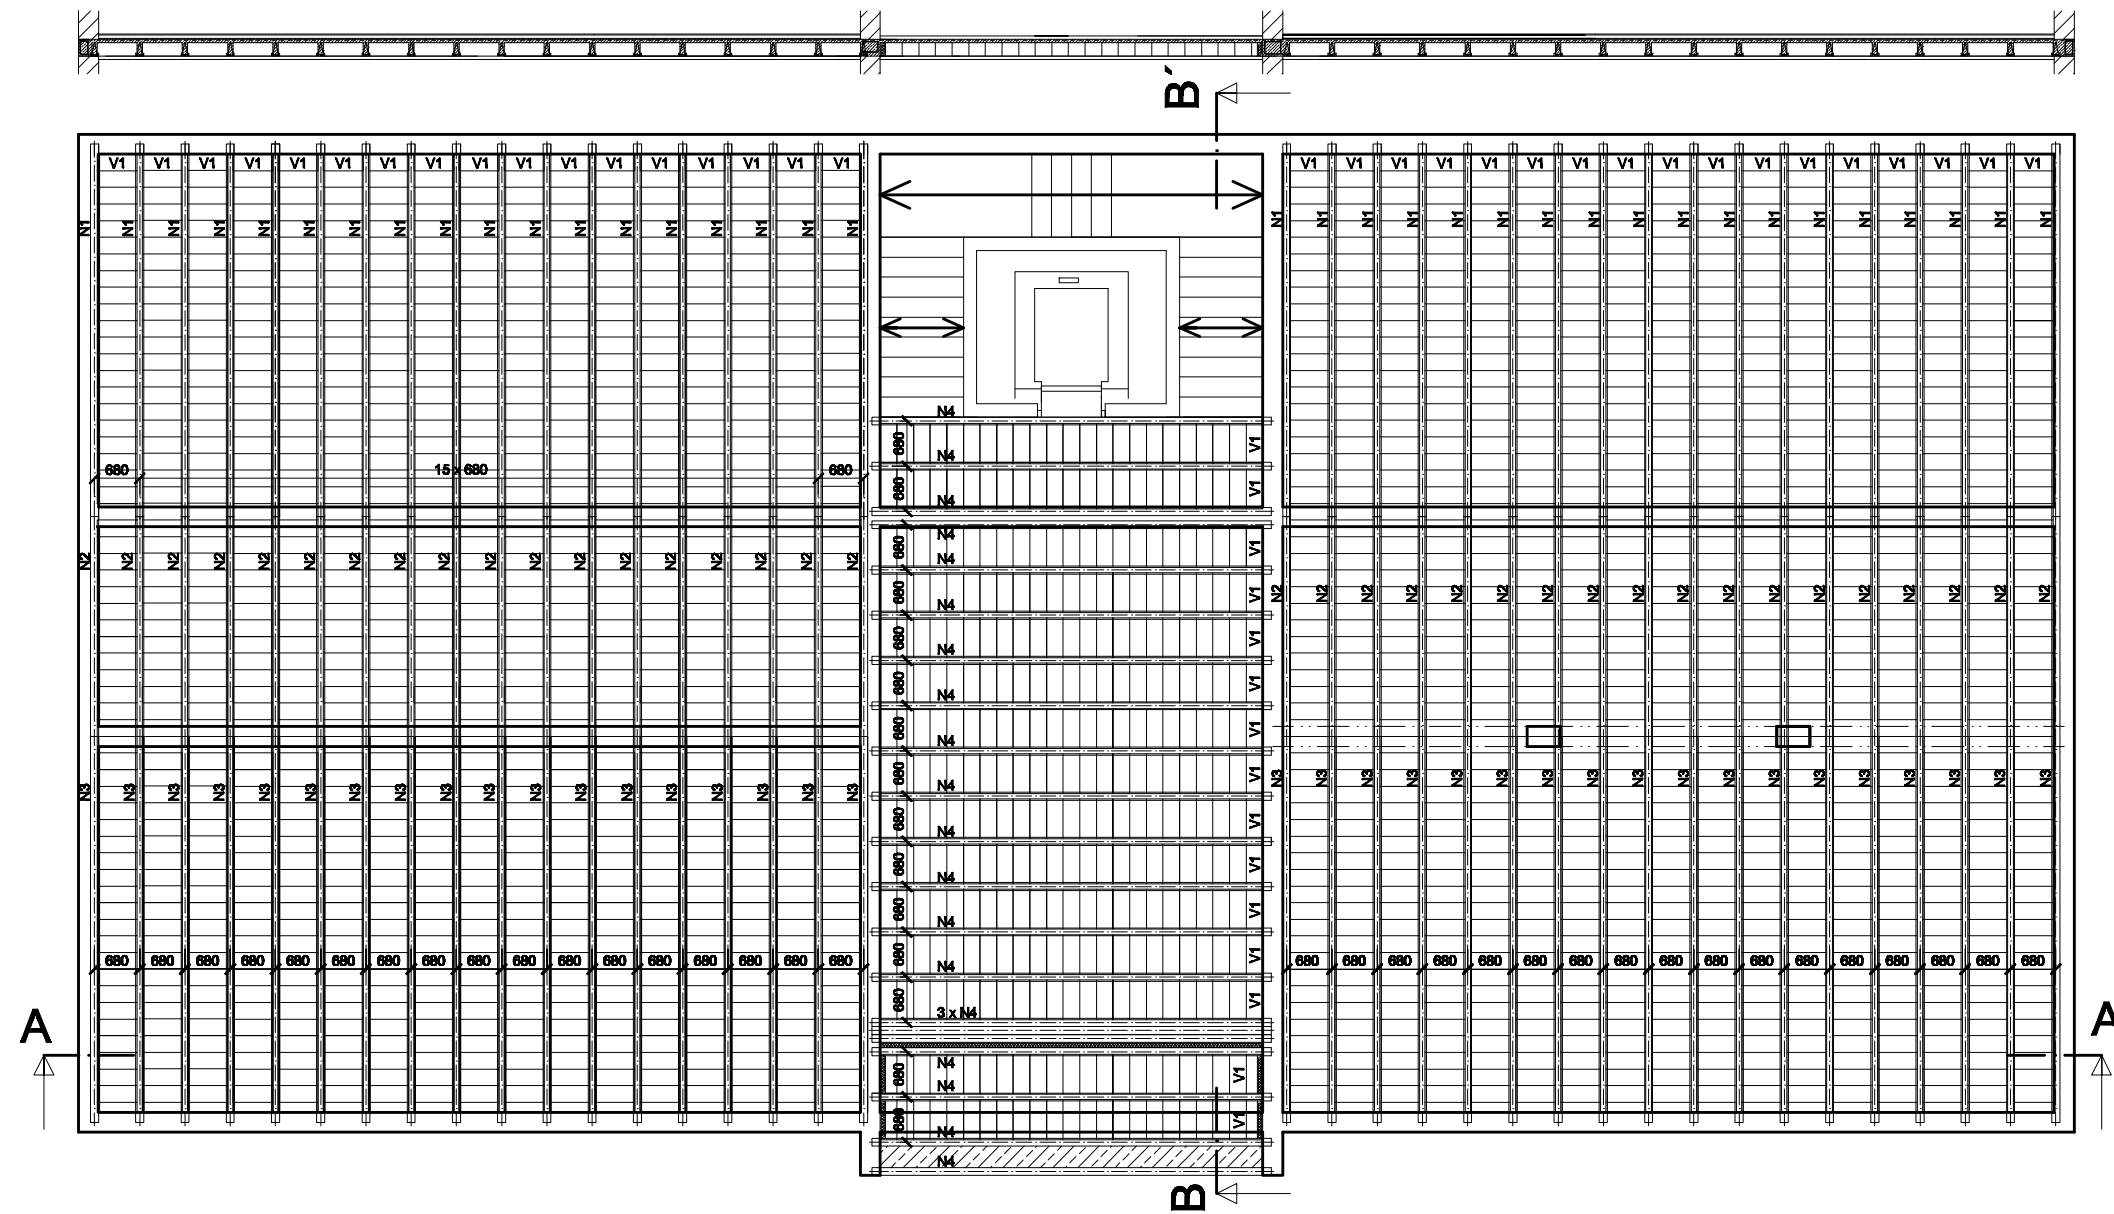 B´
V1 V1 V1 V1 V1 V1 V1 V1 V1 V1 V1 V1 V1 V1 V1 V1 V1
V1 V1 V1 V1 V1 V1 V1 V1 V1 V1 V1 V1 V1 V1 V1 V1 V1
N1 N1 N1 N1 N1 N1 N1 N1 N1 N1 N1 N1 N1 N1 N1 N1 N1 N1
N1 N1 N1 N1 N1 N1 N1 N1 N1 N1 N1 N1 N1 N1 N1 N1 N1 N1
680 15 x 680 680
N4
680 V1
N4
680 V1
N4
N4
680 V1
N4
680 V1
N4
680 V1
N4
680 V1
N4
680 V1
N4
680 V1
N4
680 V1
N4
680 V1
N4
680 V1
N4
680 V1
N4
680 V1
3 x N4
N4
680 V1
N4
680 V1
N4
N4
N2 N2 N2 N2 N2 N2 N2 N2 N2 N2 N2 N2 N2 N2 N2 N2 N2 N2
N2 N2 N2 N2 N2 N2 N2 N2 N2 N2 N2 N2 N2 N2 N2 N2 N2 N2
N3 N3 N3 N3 N3 N3 N3 N3 N3 N3 N3 N3 N3 N3 N3 N3 N3 N3
N3 N3 N3 N3 N3 N3 N3 N3 N3 N3 N3 N3 N3 N3 N3 N3 N3 N3
680 680 680 680 680 680 680 680 680 680 680 680 680 680 680 680 680
680 680 680 680 680 680 680 680 680 680 680 680 680 680 680 680 680
A
A
B